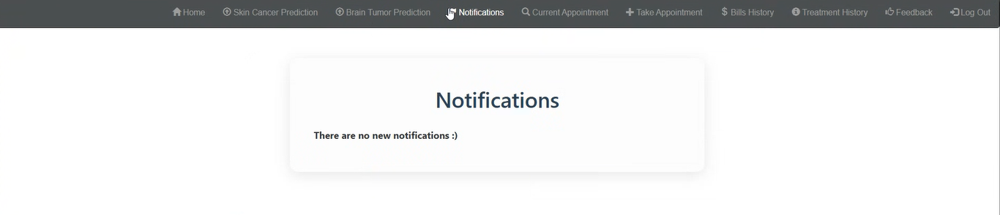 Home Skin Cancer Prediction Brain Tumor Prediction Notifications Current Appointment Take Appointment $ Bills History Treatment History Feedback Log Out
Notifications
There are no new notifications :)